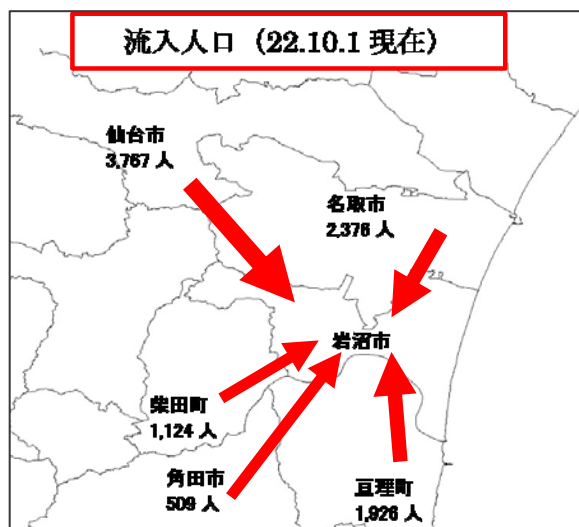 流入人口（22.10.1 現在）
仙台市
3,767 人
名取市
2,376 人
岩沼市
柴田町
1,124 人
角田市
509 人
亘理町
1,926 人